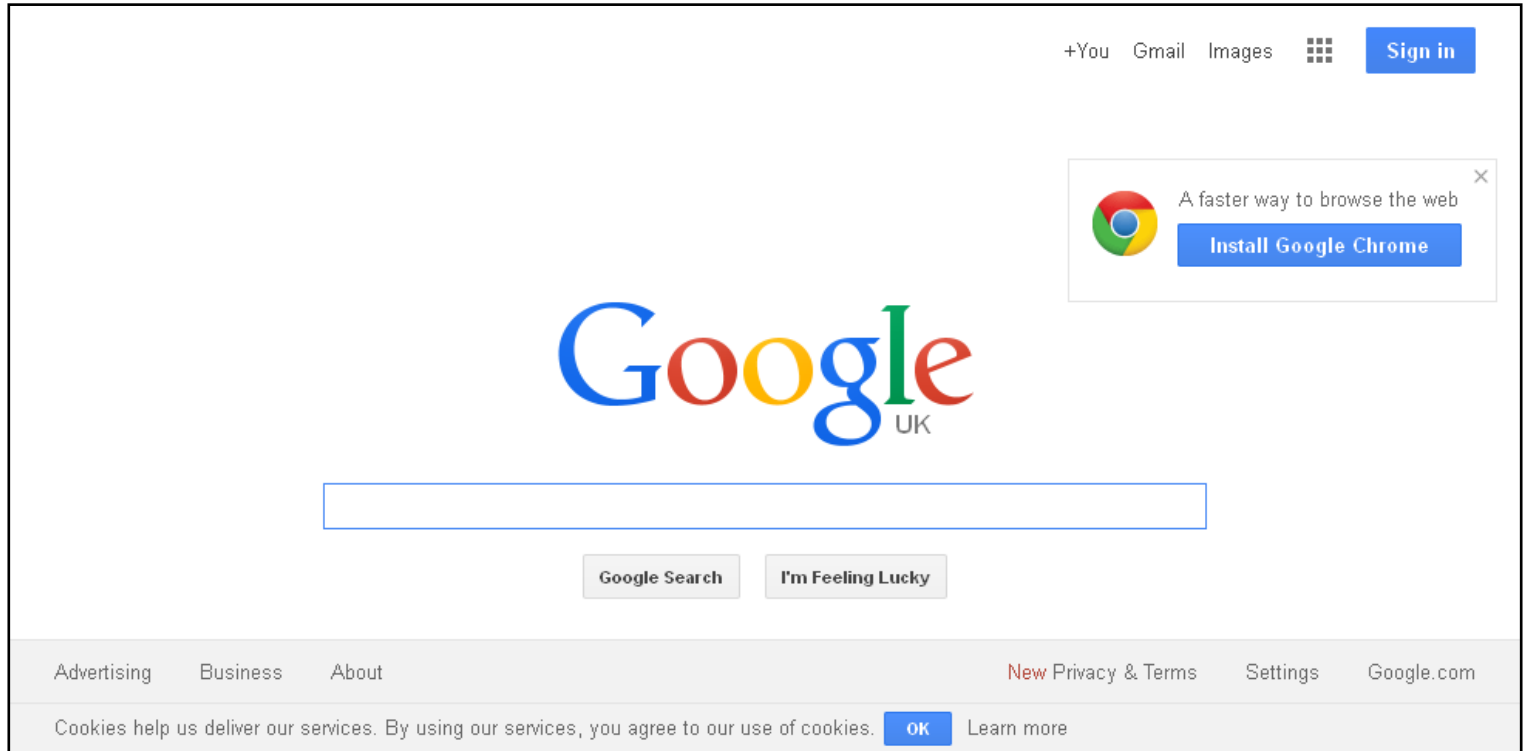 +You Gmail Images Sign in
A faster way to browse the web
Install Google Chrome
Google
UK
Google Search I'm Feeling Lucky
Advertising Business About New Privacy & Terms Settings Google.com
Cookies help us deliver our services. By using our services, you agree to our use of cookies. OK Learn more